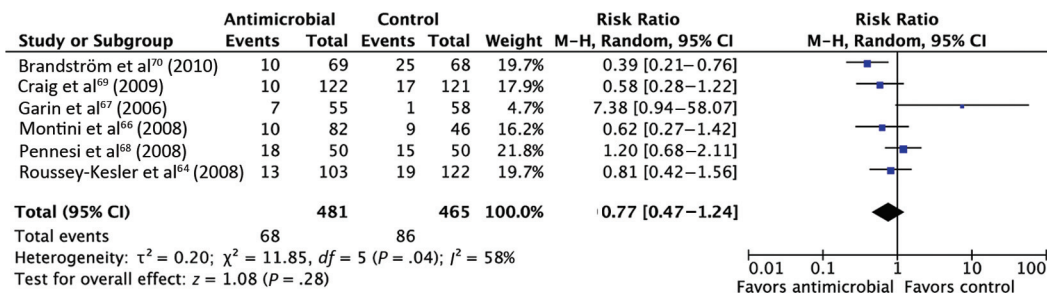 Antimicrobial Control Risk Ratio Risk Ratio
Study or Subgroup Events Total Events Total Weight M–H, Random, 95% CI M–H, Random, 95% CI
Brandström et al⁷⁰ (2010) 10 69 25 68 19.7% 0.39 [0.21–0.76]
Craig et al⁶⁹ (2009) 10 122 17 121 17.9% 0.58 [0.28–1.22]
Garin et al⁶⁷ (2006) 7 55 1 58 4.7% 7.38 [0.94–58.07]
Montini et al⁶⁶ (2008) 10 82 9 46 16.2% 0.62 [0.27–1.42]
Pennesi et al⁶⁸ (2008) 18 50 15 50 21.8% 1.20 [0.68–2.11]
Roussey-Kesler et al⁶⁴ (2008) 13 103 19 122 19.7% 0.81 [0.42–1.56]
Total (95% CI) 481 465 100.0% 0.77 [0.47–1.24]
Total events 68 86
Heterogeneity: τ² = 0.20; χ² = 11.85, df = 5 (P = .04); I² = 58%
Test for overall effect: z = 1.08 (P = .28)
0.01 0.1 1 10 100
Favors antimicrobial Favors control